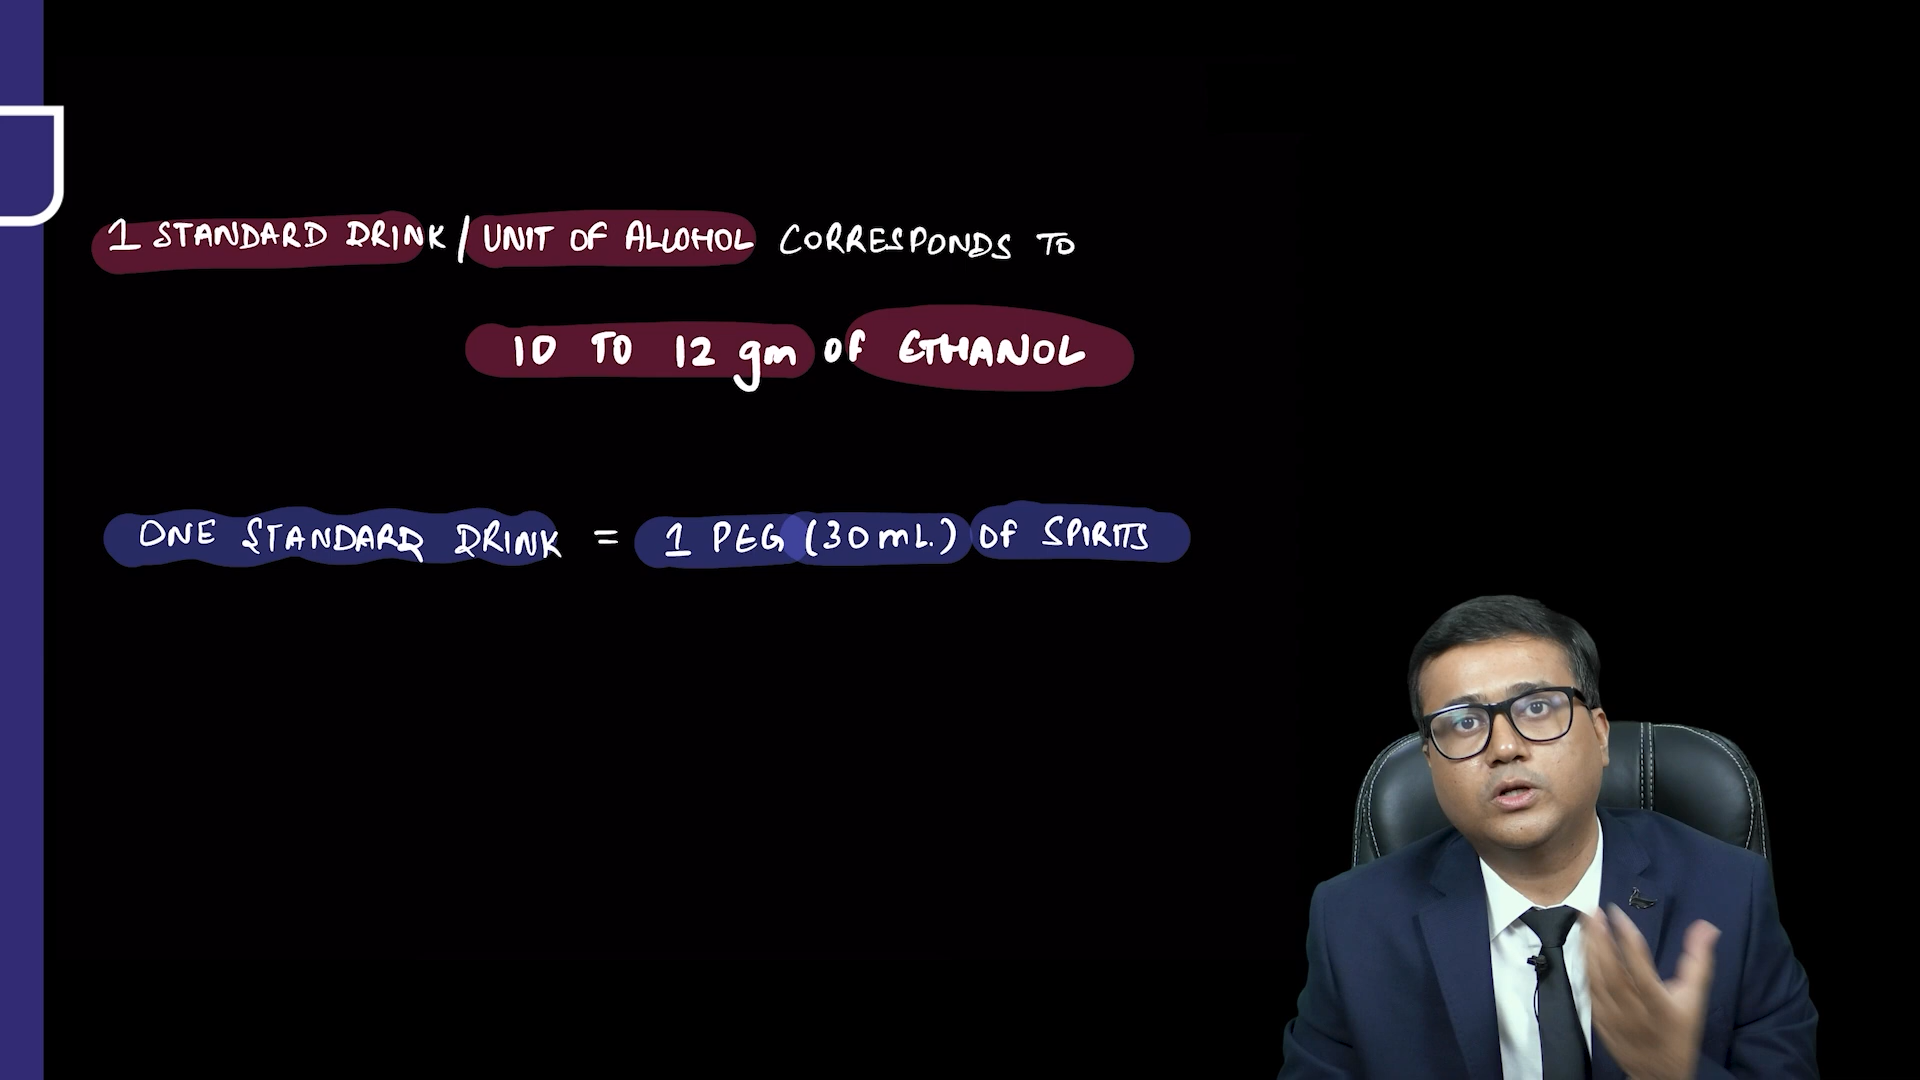 1 STANDARD DRINK / UNIT OF ALCOHOL CORRESPONDS TO
10 TO 12 gm OF ETHANOL
ONE STANDARD DRINK = 1 PEG (30 mL.) OF SPIRITS